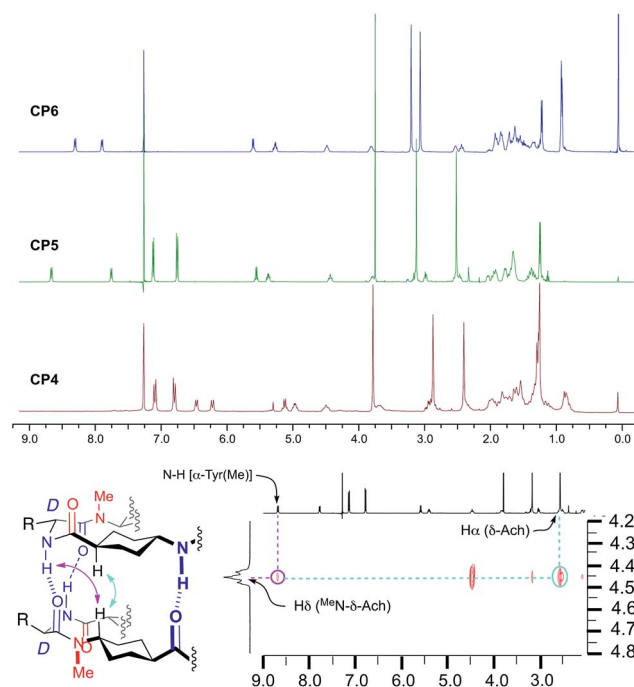 CP6
CP5
CP4
9.0 8.0 7.0 6.0 5.0 4.0 3.0 2.0 1.0 0.0
N-H [α-Tyr(Me)]
Hα (δ-Ach)
Hδ (MeN-δ-Ach)
4.2
4.3
4.4
4.5
4.6
4.7
4.8
9.0 8.0 7.0 6.0 5.0 4.0 3.0
Me
O N
D
R
N O
H H
N
H
H
O N H O
R
D N O
Me